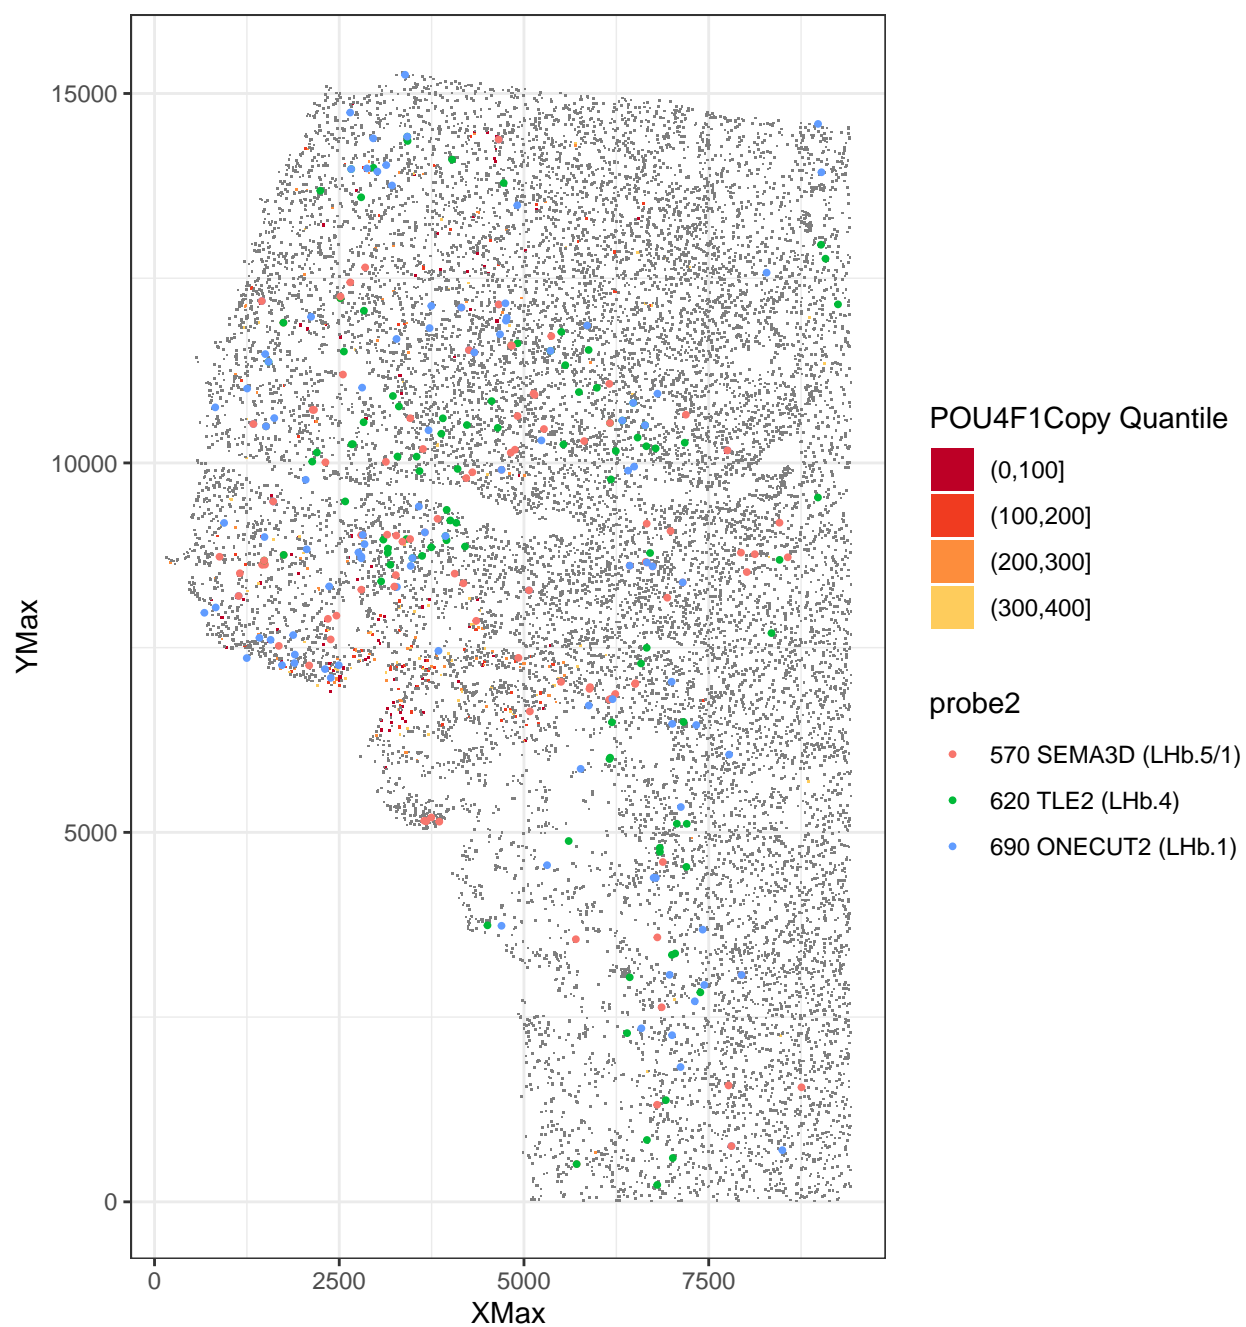 15000
10000
5000
0
YMax
0
2500
5000
7500
XMax
POU4F1Copy Quantile
(0,100]
(100,200]
(200,300]
(300,400]
probe2
570 SEMA3D (LHb.5/1)
620 TLE2 (LHb.4)
690 ONECUT2 (LHb.1)